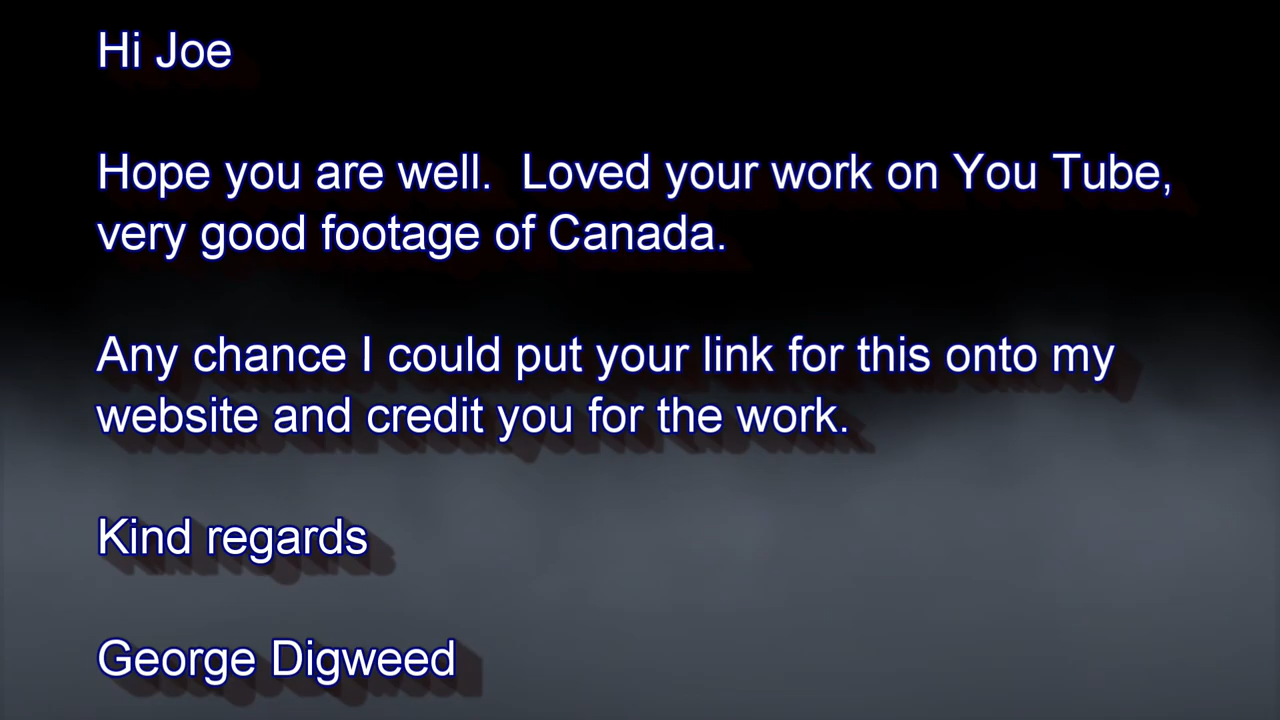 Hi Joe
Hope you are well.  Loved your work on You Tube,
very good footage of Canada.
Any chance I could put your link for this onto my
website and credit you for the work.
Kind regards
George Digweed